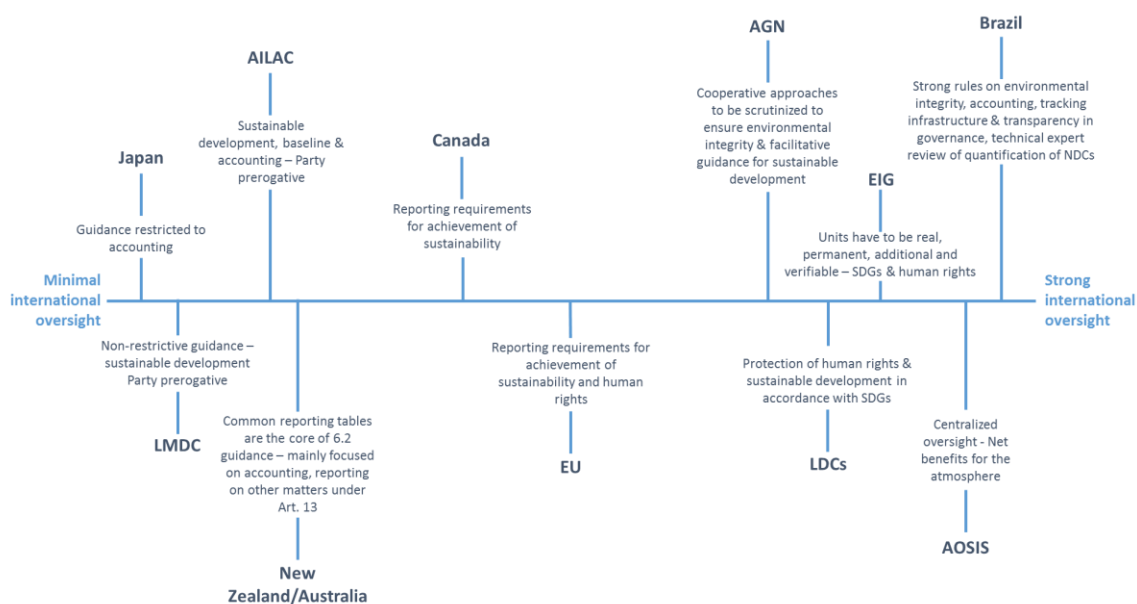 AGN
Cooperative approaches
to be scrutinized to
ensure environmental
integrity & facilitative
guidance for sustainable
development
Brazil
Strong rules on environmental
integrity, accounting, tracking
infrastructure & transparency in
governance, technical expert
review of quantification of NDCs
AILAC
Sustainable
development, baseline &
accounting – Party
prerogative
Japan
Guidance restricted to
accounting
Canada
Reporting requirements
for achievement of
sustainability
EIG
Units have to be real,
permanent, additional and
verifiable – SDGs & human rights
Minimal
international
oversight
Strong
international
oversight
Non-restrictive guidance –
sustainable development
Party prerogative
LMDC
Common reporting tables
are the core of 6.2
guidance – mainly focused
on accounting, reporting
on other matters under
Art. 13
New
Zealand/Australia
Reporting requirements for
achievement of
sustainability and human
rights
EU
Protection of human rights &
sustainable development in
accordance with SDGs
LDCs
Centralized
oversight - Net
benefits for the
atmosphere
AOSIS